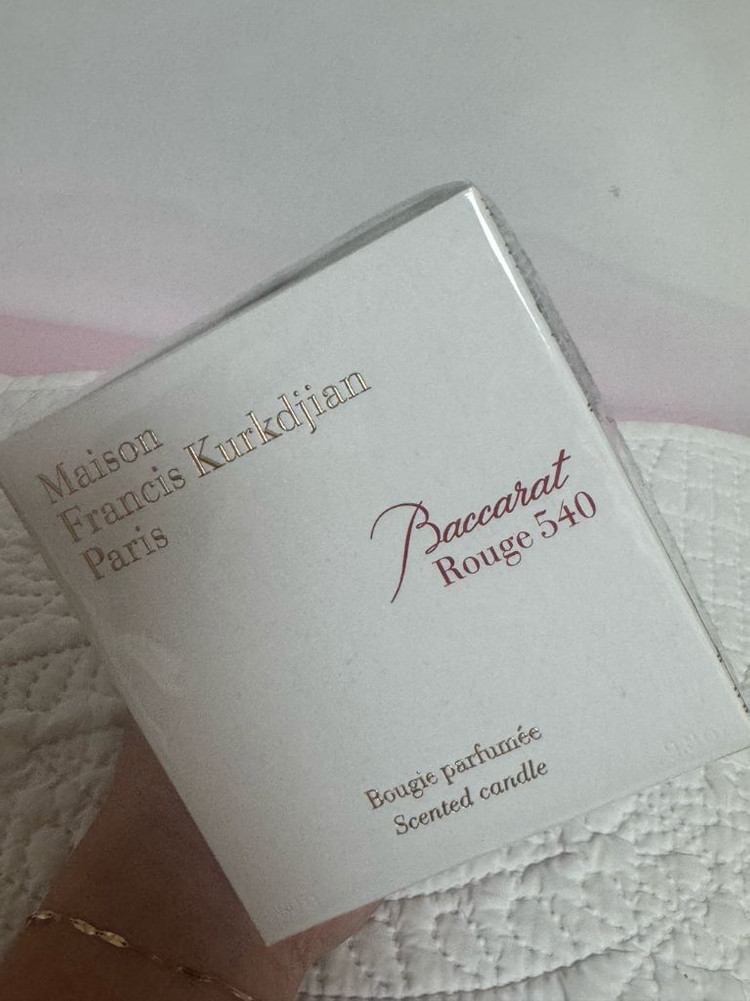 Maison
Francis Kurkdjian
Paris
Baccarat
Rouge 540
Bougie parfumée
Scented candle